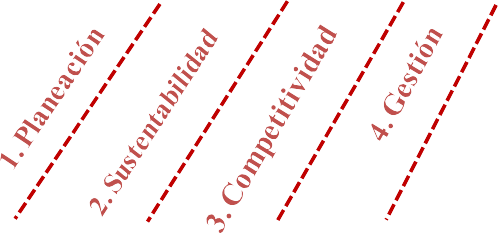 1. Planeación
2. Sustentabilidad
3. Competitividad
4. Gestión